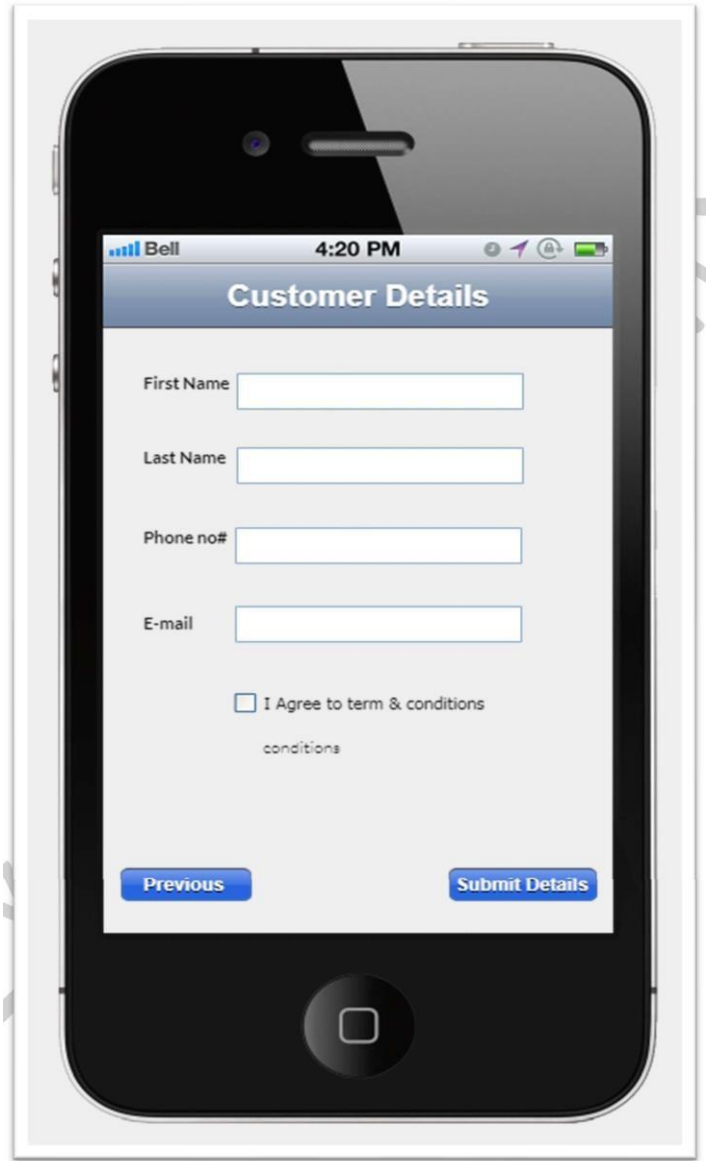 Bell 4:20 PM
Customer Details
First Name
Last Name
Phone no#
E-mail
I Agree to term & conditions
conditions
Previous Submit Details